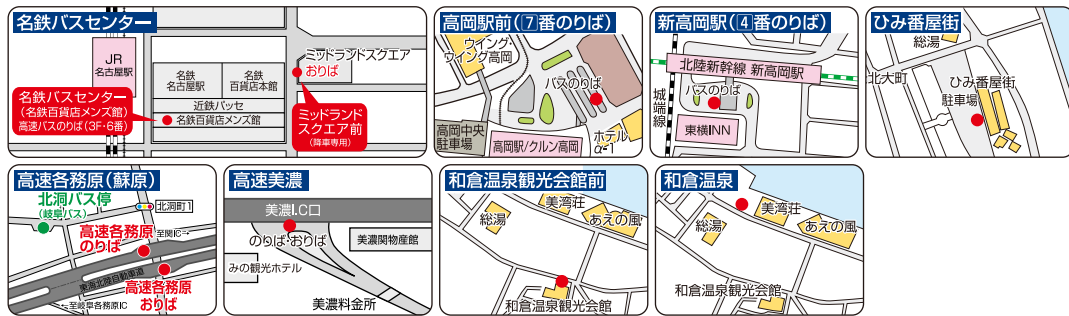 名鉄バスセンター
JR
名古屋駅
名鉄
名古屋駅
名鉄
百貨店本館
ミッドランドスクエア
おりば
近鉄パッセ
名鉄百貨店メンズ館
名鉄バスセンター
(名鉄百貨店メンズ館)
高速バスのりば(3F・6番)
ミッドランド
スクエア前
(降車専用)
高岡駅前(7番のりば)
ウイング・
ウイング高岡
バスのりば
高岡中央
駐車場
高岡駅/クルン高岡
ホテル
α-1
新高岡駅(4番のりば)
北陸新幹線 新高岡駅
バスのりば
城端線
東横INN
ひみ番屋街
総湯
北大町
ひみ番屋街
駐車場
高速各務原(蘇原)
北洞バス停
(岐阜バス)
北洞町1
高速各務原
のりば
至関IC→
東海北陸自動車道
←至岐阜各務原IC
高速各務原
おりば
高速美濃
美濃I.C口
のりば・おりば
美濃関物産館
みの観光ホテル
美濃料金所
和倉温泉観光会館前
総湯
美湾荘
あえの風
和倉温泉観光会館
和倉温泉
総湯
美湾荘
あえの風
和倉温泉観光会館